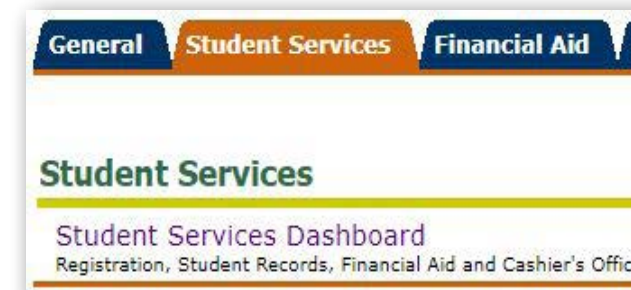 General Student Services Financial Aid
Student Services
Student Services Dashboard
Registration, Student Records, Financial Aid and Cashier's